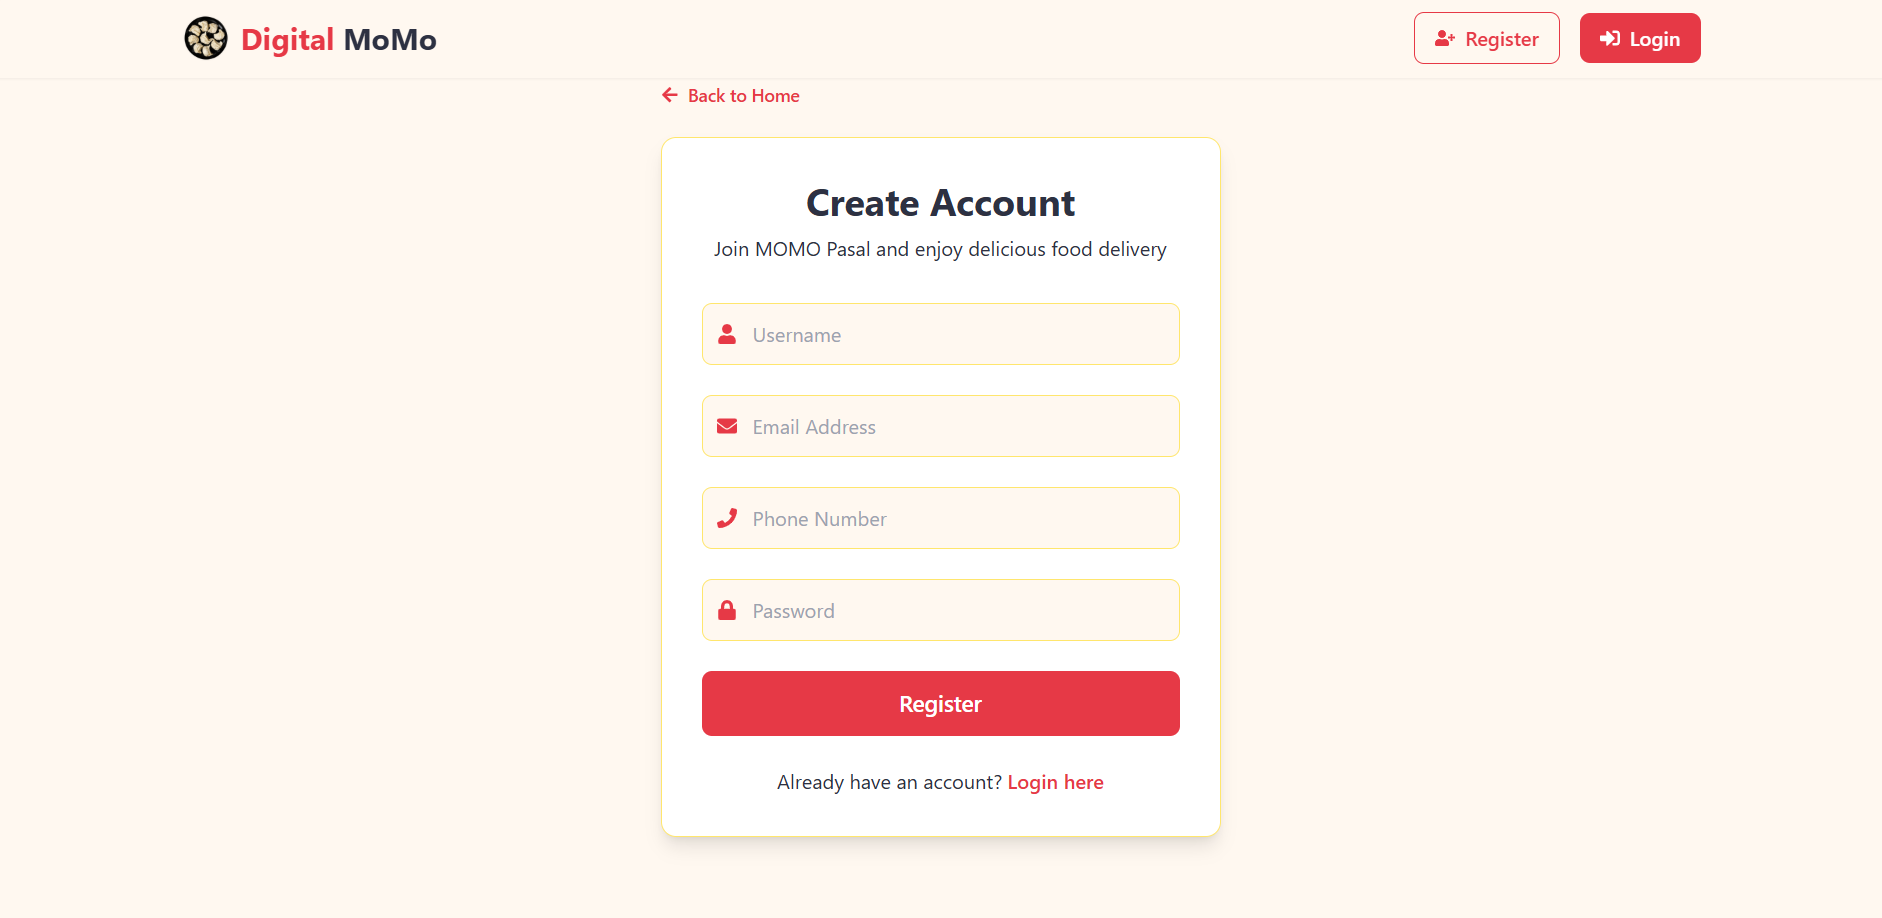 Digital MoMo
Register
Login
Back to Home
Create Account
Join MOMO Pasal and enjoy delicious food delivery
Username
Email Address
Phone Number
Password
Register
Already have an account? Login here